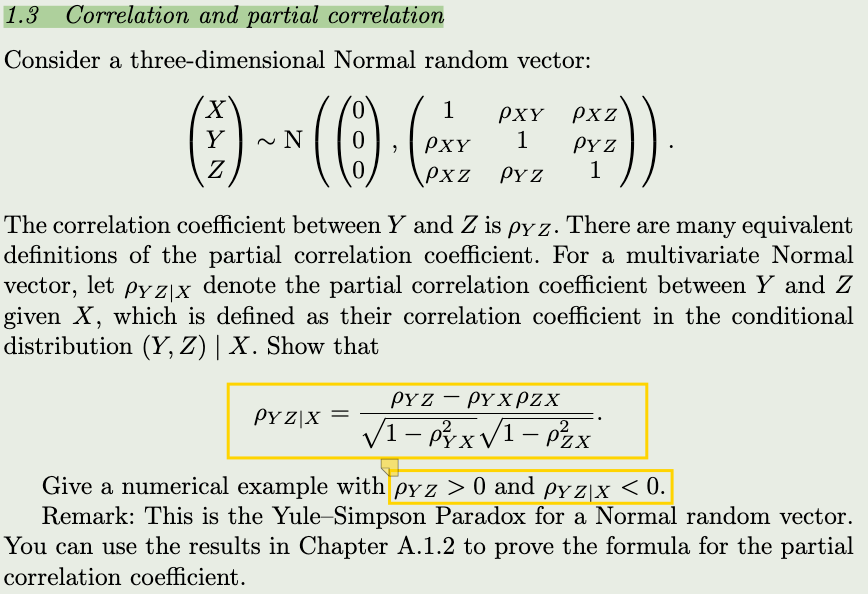 1.3 Correlation and partial correlation
Consider a three-dimensional Normal random vector:
$$\begin{pmatrix} X \\ Y \\ Z \end{pmatrix} \sim \mathrm{N}\left(\begin{pmatrix} 0 \\ 0 \\ 0 \end{pmatrix}, \begin{pmatrix} 1 & \rho_{XY} & \rho_{XZ} \\ \rho_{XY} & 1 & \rho_{YZ} \\ \rho_{XZ} & \rho_{YZ} & 1 \end{pmatrix}\right).$$
The correlation coefficient between Y and Z is ρ_{YZ}. There are many equivalent
definitions of the partial correlation coefficient. For a multivariate Normal
vector, let ρ_{YZ|X} denote the partial correlation coefficient between Y and Z
given X, which is defined as their correlation coefficient in the conditional
distribution (Y, Z) | X. Show that
$$\rho_{YZ|X} = \frac{\rho_{YZ} - \rho_{YX}\rho_{ZX}}{\sqrt{1 - \rho_{YX}^2}\sqrt{1 - \rho_{ZX}^2}}.$$
Give a numerical example with ρ_{YZ} > 0 and ρ_{YZ|X} < 0.
Remark: This is the Yule–Simpson Paradox for a Normal random vector.
You can use the results in Chapter A.1.2 to prove the formula for the partial
correlation coefficient.